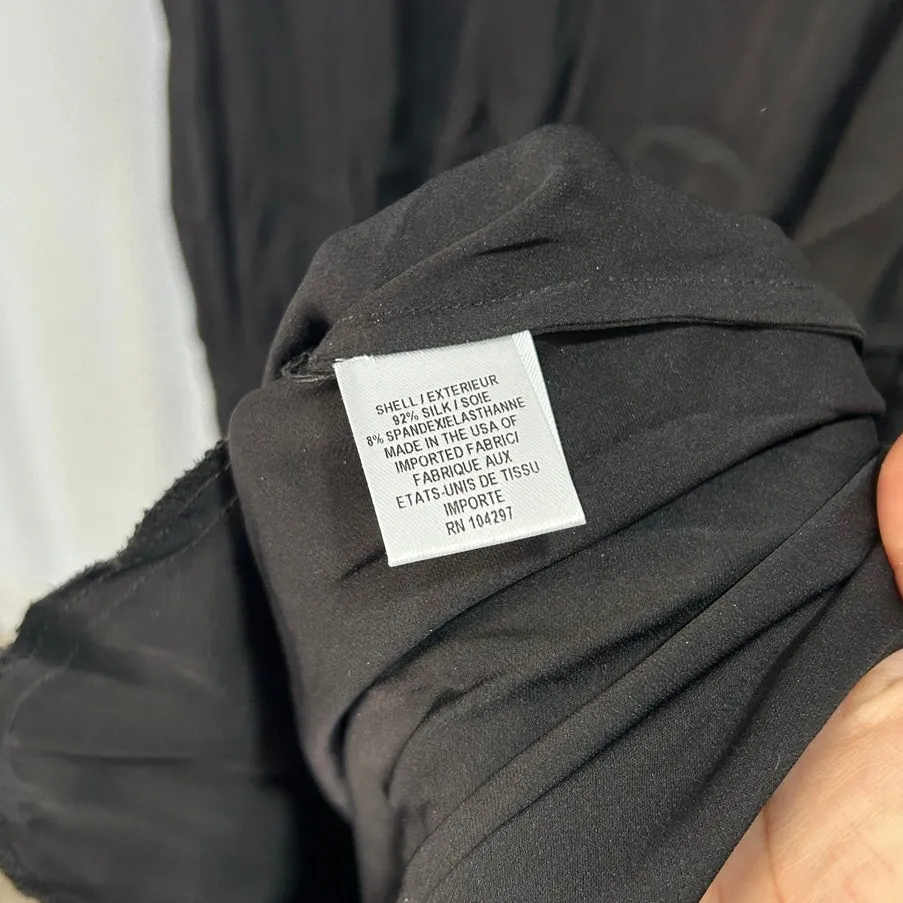 SHELL / EXTERIEUR
92% SILK / SOIE
8% SPANDEX/ELASTHANNE
MADE IN THE USA OF
IMPORTED FABRIC/
FABRIQUE AUX
ETATS-UNIS DE TISSU
IMPORTE
RN 104297